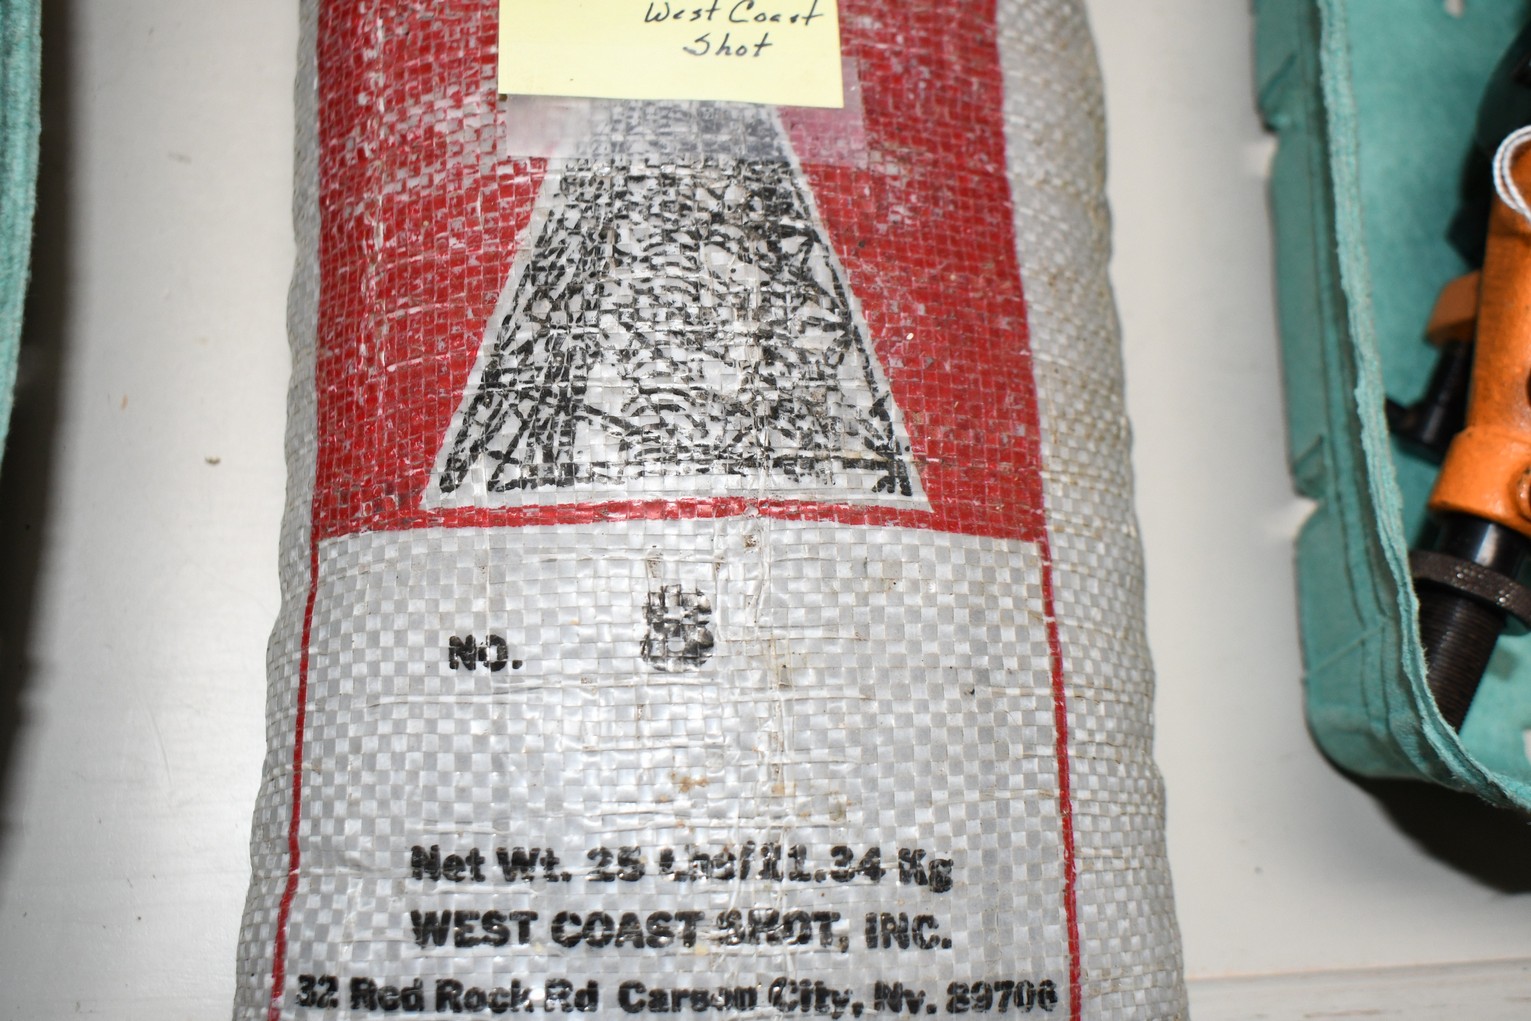 West Coast
Shot
NO. 8
Net Wt. 25 Lbs/11.34 Kg
WEST COAST SHOT, INC.
32 Red Rock Rd Carson City, Nv. 89706